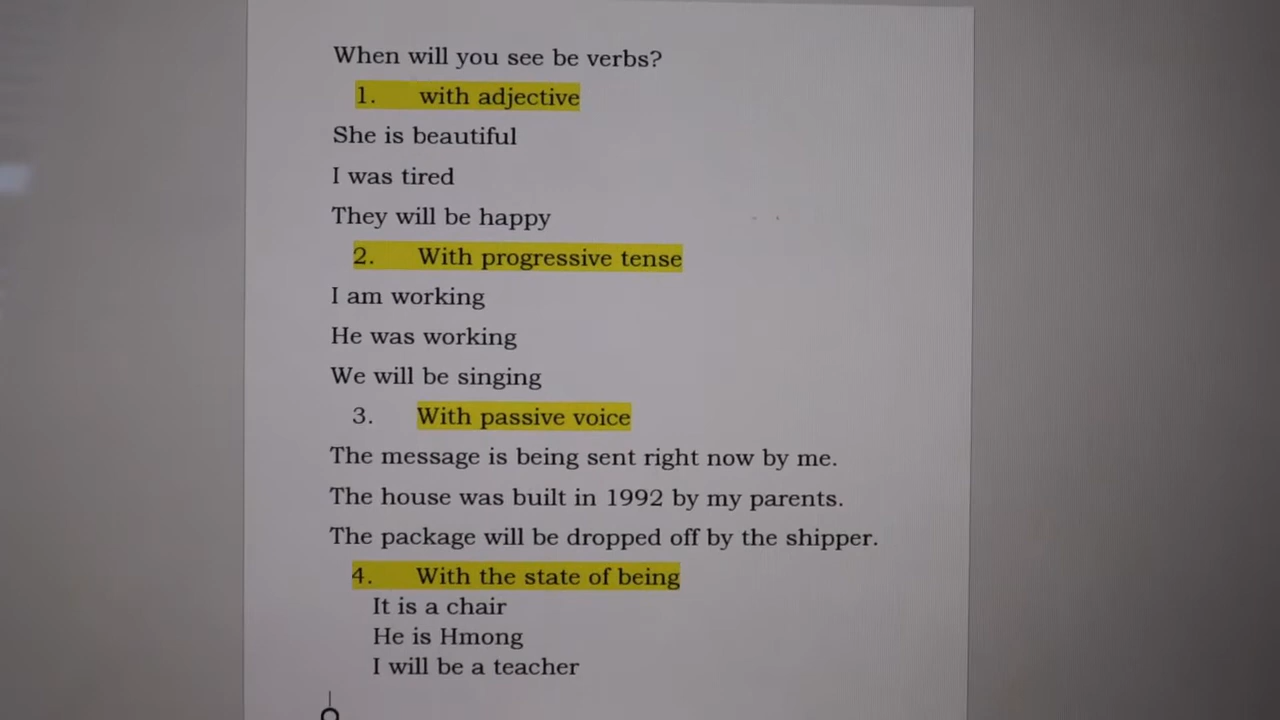 When will you see be verbs?
1. with adjective
She is beautiful
I was tired
They will be happy
2. With progressive tense
I am working
He was working
We will be singing
3. With passive voice
The message is being sent right now by me.
The house was built in 1992 by my parents.
The package will be dropped off by the shipper.
4. With the state of being
It is a chair
He is Hmong
I will be a teacher